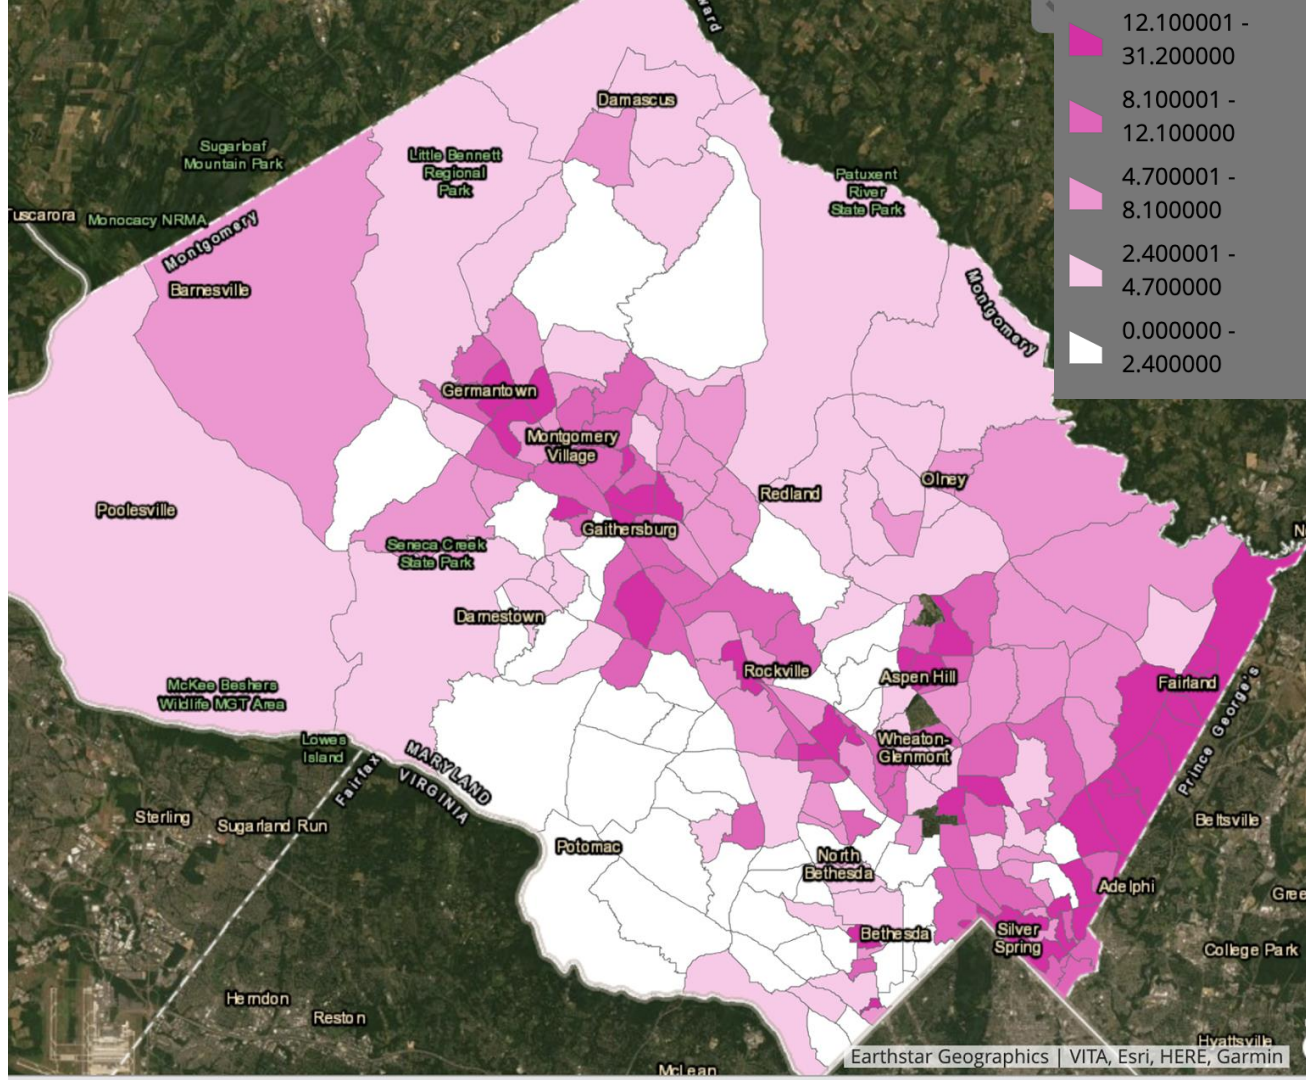 12.100001 -
31.200000
8.100001 -
12.100000
4.700001 -
8.100000
2.400001 -
4.700000
0.000000 -
2.400000
Damascus
Sugarloaf
Mountain Park
Little Bennett
Regional
Park
Patuxent
River
State Park
Monocacy NRMA
Montgomery
Barnesville
Montgomery
Germantown
Montgomery
Village
Olney
Redland
Poolesville
Gaithersburg
Seneca Creek
State Park
Darnestown
Rockville
Aspen Hill
Fairland
McKee Beshers
Wildlife MGT Area
Prince George's
Lowes
Island
MARYLAND
VIRGINIA
Fairfax
Wheaton-
Glenmont
Sterling
Sugarland Run
Beltsville
Potomac
North
Bethesda
Adelphi
Bethesda
Silver
Spring
College Park
Herndon
Reston
Hyattsville
McLean
Earthstar Geographics | VITA, Esri, HERE, Garmin